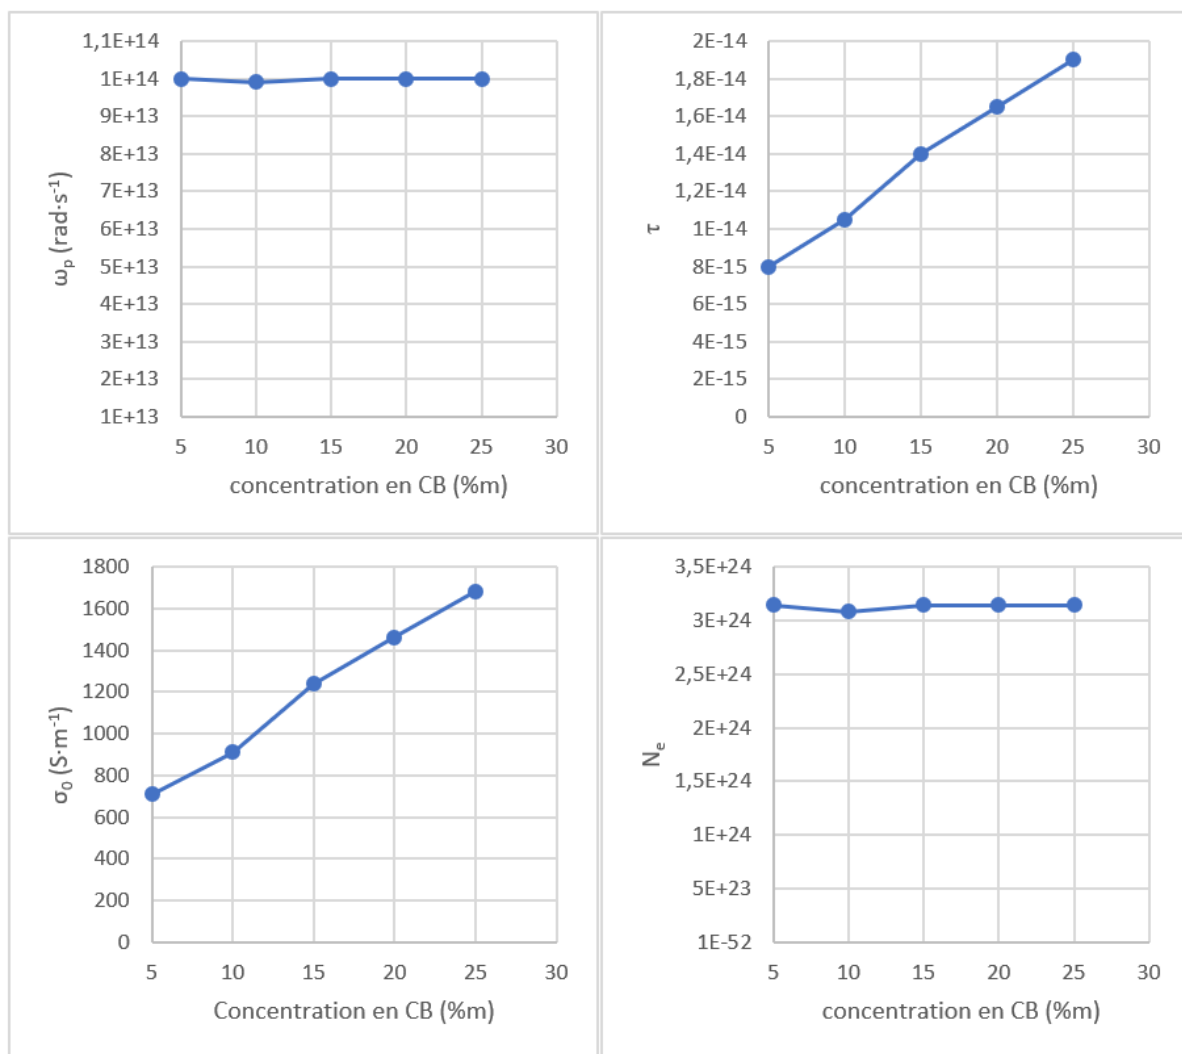 1,1E+14
1E+14
9E+13
8E+13
7E+13
6E+13
5E+13
4E+13
3E+13
2E+13
1E+13
ωp (rad·s⁻¹)
5 10 15 20 25 30
concentration en CB (%m)
2E-14
1,8E-14
1,6E-14
1,4E-14
1,2E-14
1E-14
8E-15
6E-15
4E-15
2E-15
0
τ
5 10 15 20 25 30
concentration en CB (%m)
1800
1600
1400
1200
1000
800
600
400
200
0
σ₀ (S·m⁻¹)
5 10 15 20 25 30
Concentration en CB (%m)
3,5E+24
3E+24
2,5E+24
2E+24
1,5E+24
1E+24
5E+23
1E-52
Nₑ
5 10 15 20 25 30
concentration en CB (%m)